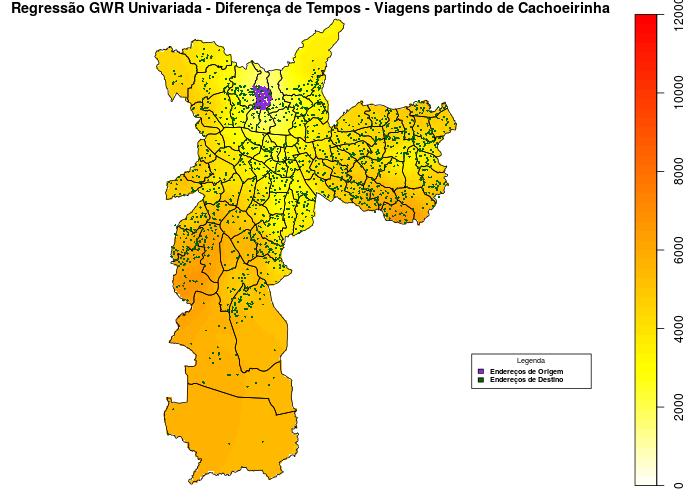 Regressão GWR Univariada - Diferença de Tempos - Viagens partindo de Cachoeirinha
12000
10000
8000
6000
4000
2000
0
Legenda
Endereços de Origem
Endereços de Destino